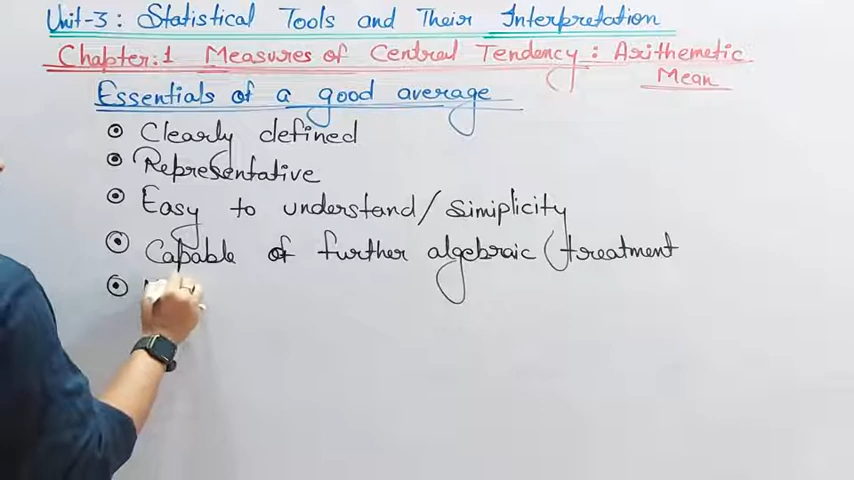 Unit-3: Statistical Tools and Their Interpretation
Chapter:1 Measures of Central Tendency: Arithemetic
Mean
Essentials of a good average
Clearly defined
Representative
Easy to understand/simiplicity
Capable of further algebraic treatment